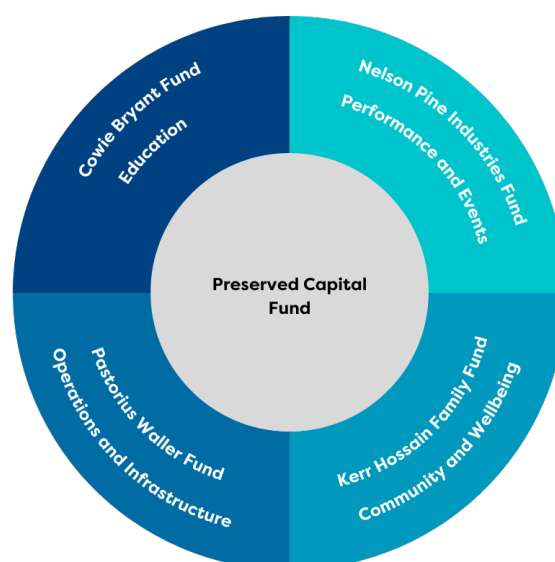 Cowie Bryant Fund
Education
Nelson Pine Industries Fund
Performance and Events
Preserved Capital
Fund
Pastorius Waller Fund
Operations and Infrastructure
Kerr Hossain Family Fund
Community and Wellbeing